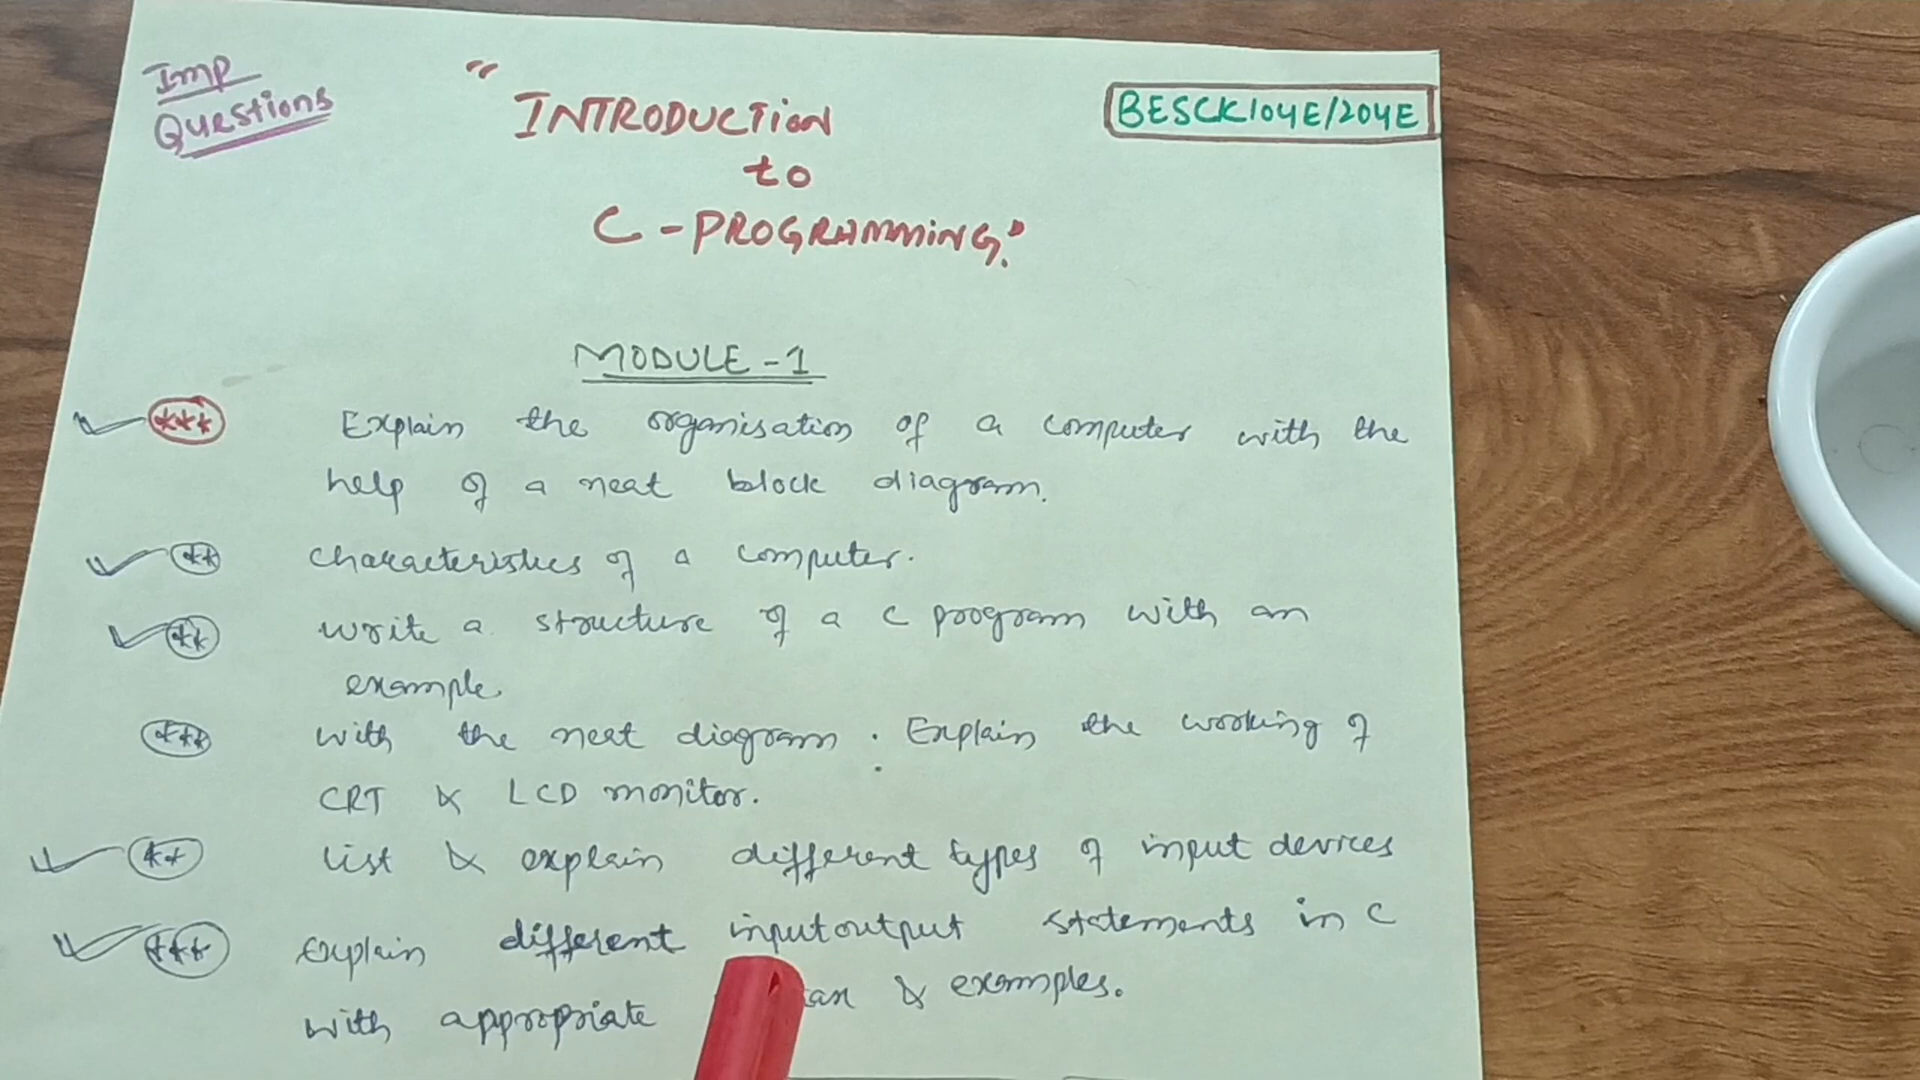 Imp
Questions
"INTRODUCTiON
to
C-PROGRAMMiNG."
BESCK104E/204E
MODULE-1
*** Explain the organisation of a computer with the
help of a neat block diagram.
** characteristics of a computer.
** write a structure of a C program with an
example.
*** with the neat diagram. Explain the working of
CRT & LCD monitor.
** List & explain different types of input devices
*** explain different input output statements in C
with appropriate & examples.